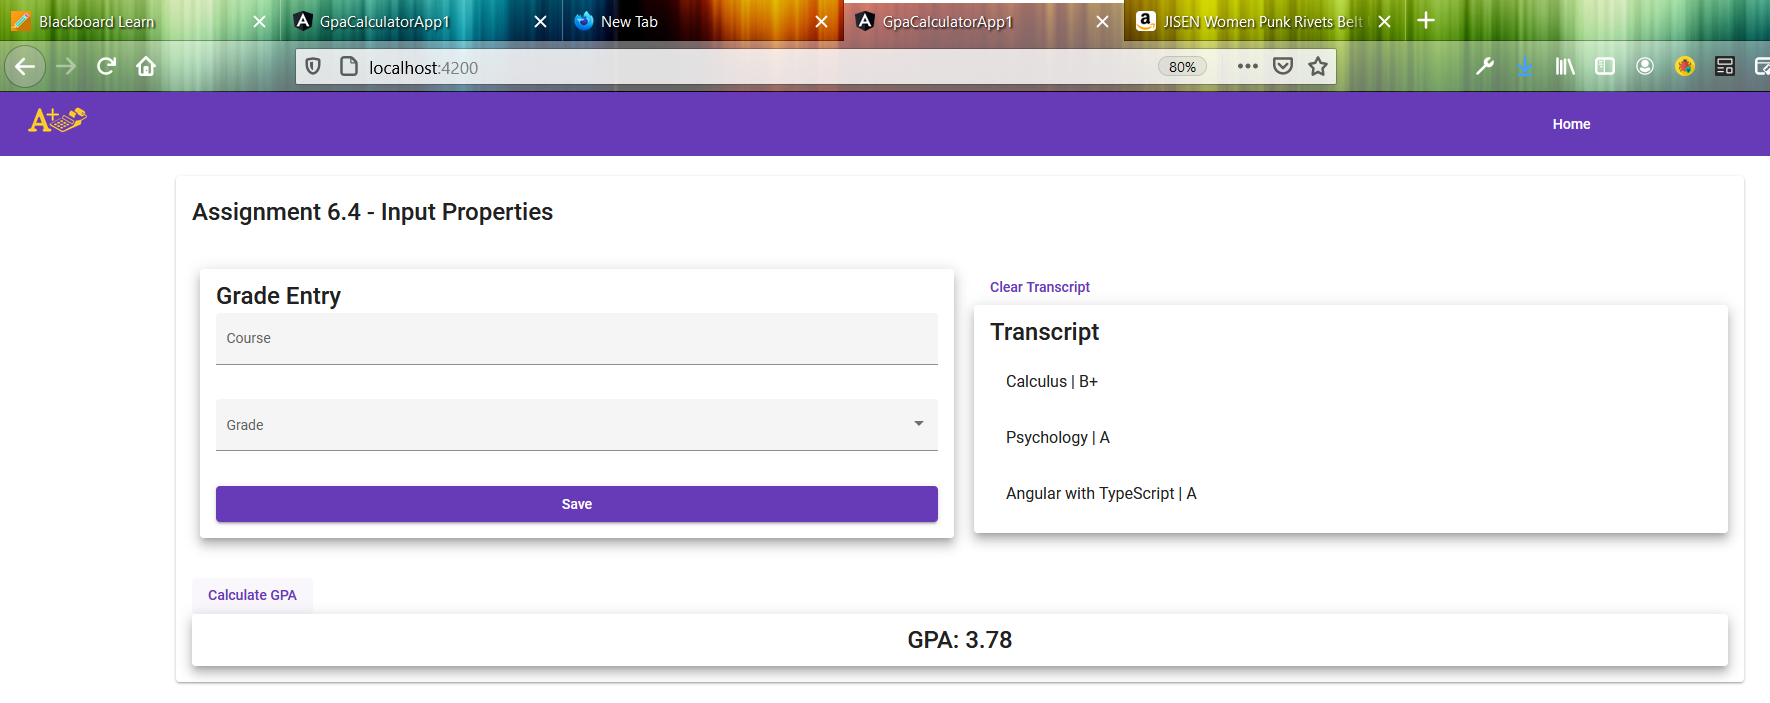 Blackboard Learn
GpaCalculatorApp1
New Tab
GpaCalculatorApp1
JISEN Women Punk Rivets Belt
localhost:4200
80%
A+
Home
Assignment 6.4 - Input Properties
Grade Entry
Course
Grade
Save
Clear Transcript
Transcript
Calculus | B+
Psychology | A
Angular with TypeScript | A
Calculate GPA
GPA: 3.78